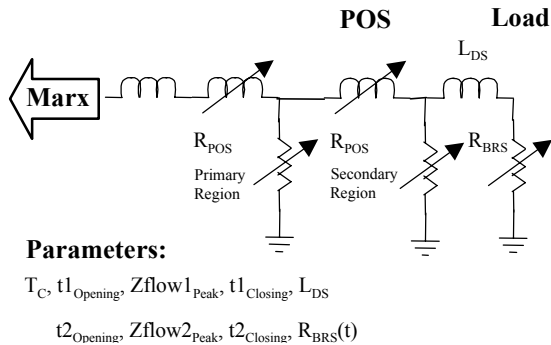 POS Load
L_DS
Marx
R_POS R_POS R_BRS
Primary Secondary
Region Region
Parameters:
T_C, t1_Opening, Zflow1_Peak, t1_Closing, L_DS
t2_Opening, Zflow2_Peak, t2_Closing, R_BRS(t)